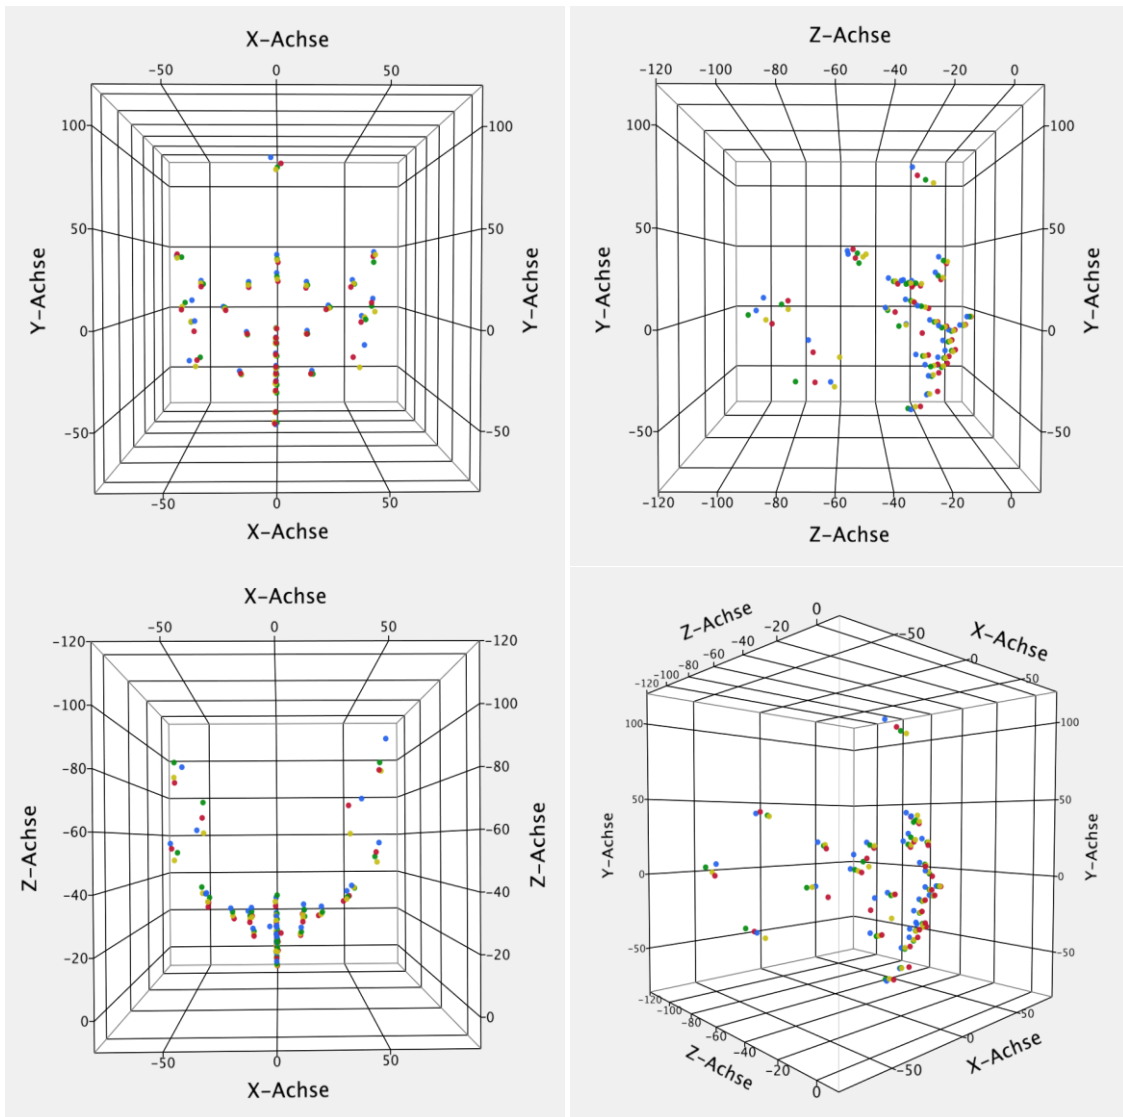 X-Achse
-50 0 50
100 100
50 50
0 0
-50 -50
Y-Achse Y-Achse
-50 0 50
X-Achse
Z-Achse
-120 -100 -80 -60 -40 -20 0
100 100
50 50
0 0
-50 -50
Y-Achse Y-Achse
-120 -100 -80 -60 -40 -20 0
Z-Achse
X-Achse
-50 0 50
-120 -120
-100 -100
-80 -80
-60 -60
-40 -40
-20 -20
0 0
Z-Achse Z-Achse
-50 0 50
X-Achse
Z-Achse X-Achse
-120 -100 -80 -60 -40 -20 0
-50 0 50
100 100
50 50
0 0
-50 -50
Y-Achse Y-Achse
-120 -100 -80 -60 -40 -20 0
-50 0 50
Z-Achse X-Achse